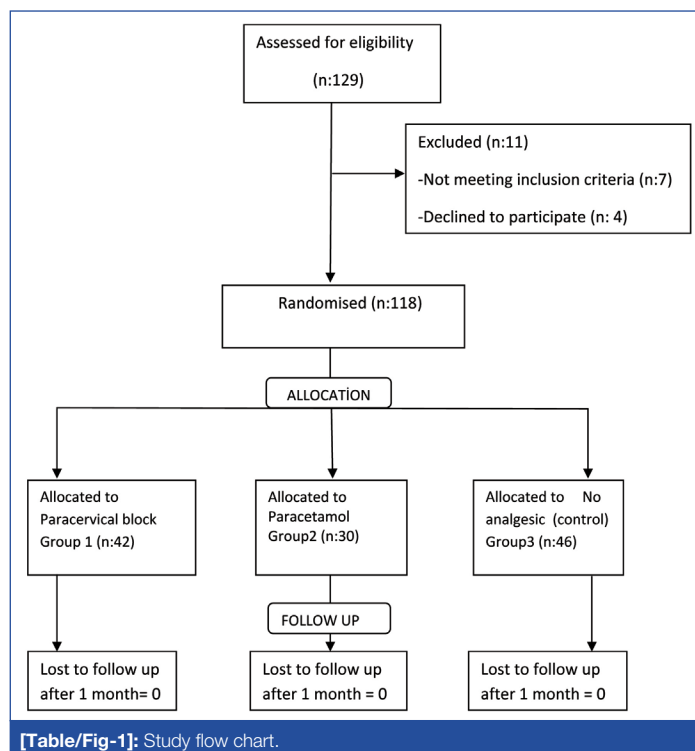 Assessed for eligibility
(n:129)
Excluded (n:11)
-Not meeting inclusion criteria (n:7)
-Declined to participate (n: 4)
Randomised (n:118)
ALLOCATİON
Allocated to
Paracervical block
Group 1 (n:42)
Allocated to
Paracetamol
Group2 (n:30)
Allocated to No
analgesic (control)
Group3 (n:46)
FOLLOW UP
Lost to follow up
after 1 month= 0
Lost to follow up
after 1 month = 0
Lost to follow up
after 1 month = 0
[Table/Fig-1]: Study flow chart.